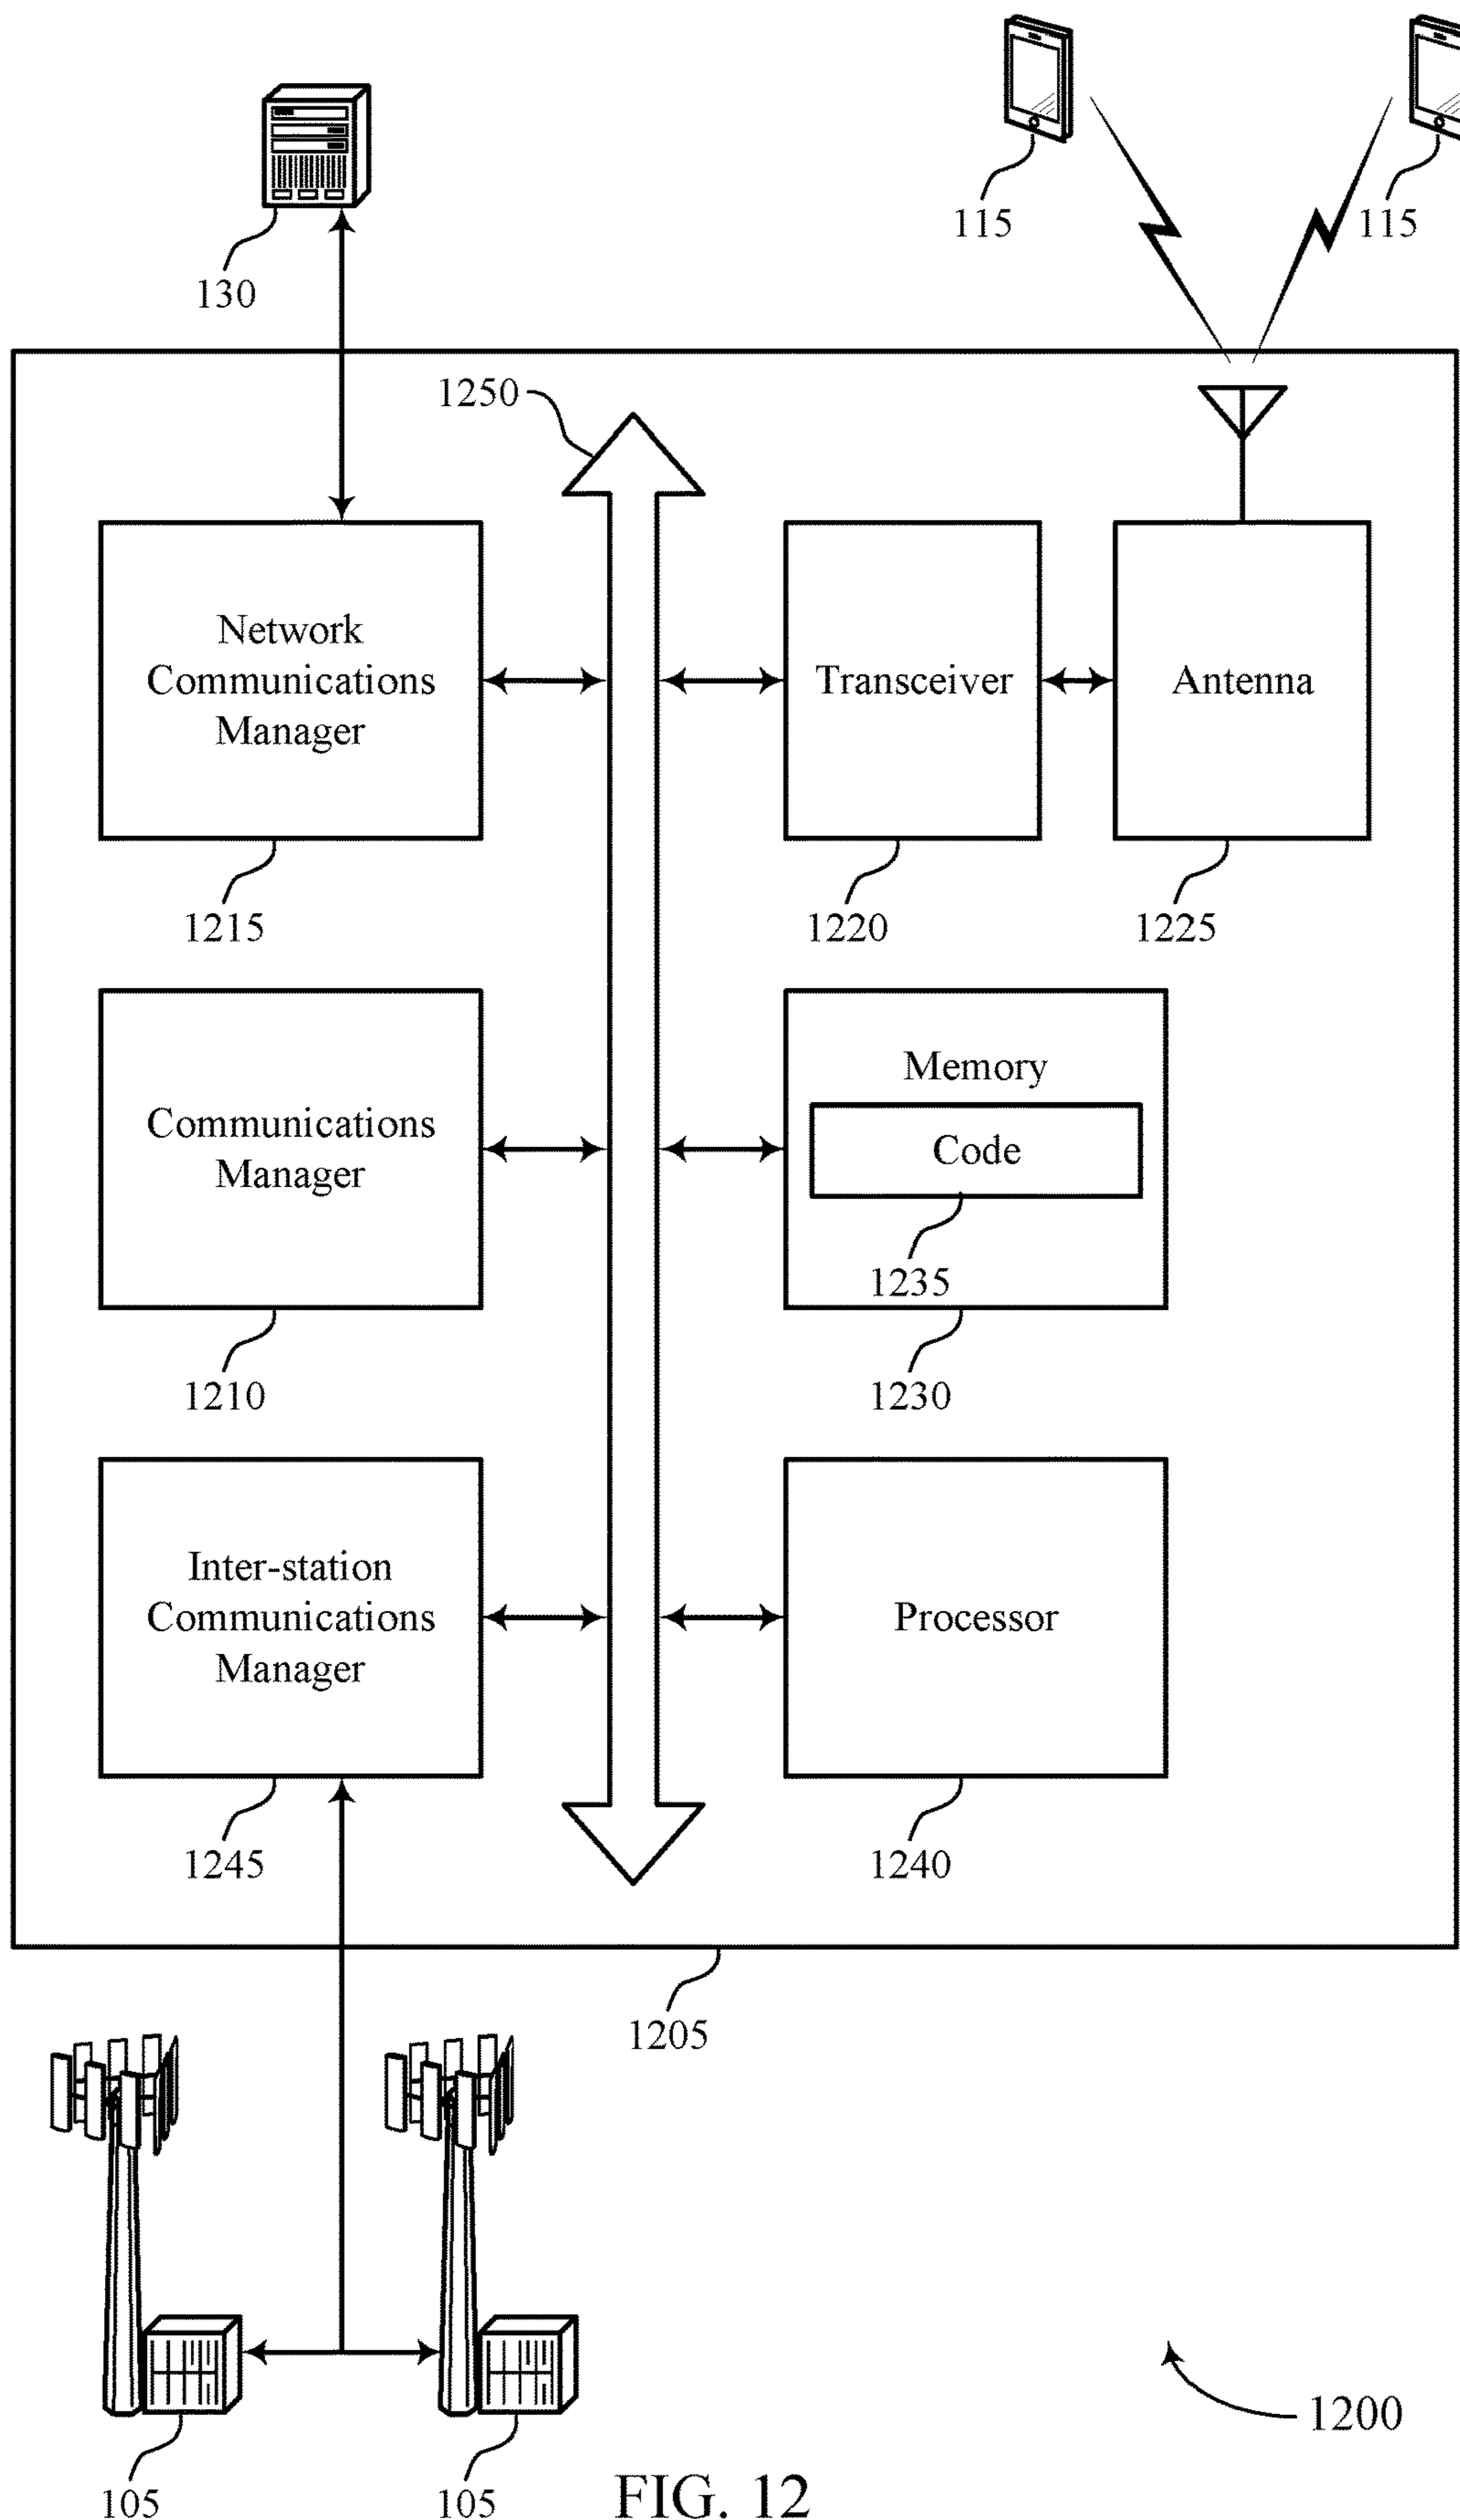 115
115
130
1250
Network
Communications
Manager
Transceiver
Antenna
1215
1220
1225
Communications
Manager
Memory
Code
1235
1210
1230
Inter-station
Communications
Manager
Processor
1245
1240
1205
1200
105
105
FIG. 12